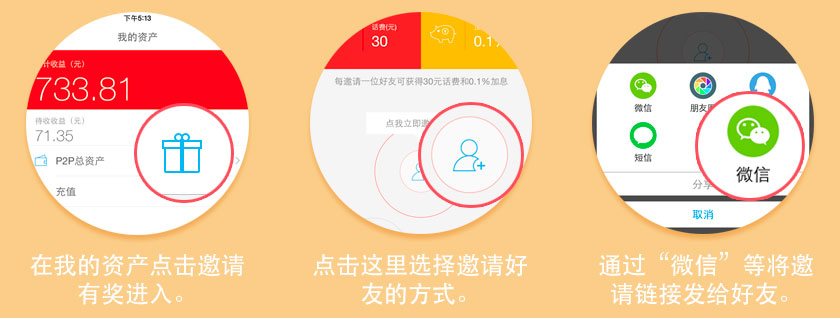 下午5:13
我的资产
计收益（元）
733.81
待收收益（元）
71.35
P2P总资产
充值
在我的资产点击邀请
有奖进入。
话费(元)
30
0.1%
每邀请一位好友可获得30元话费和0.1%加息
点我立即邀
点击这里选择邀请好
友的方式。
微信
朋友
短信
微信
分享
取消
通过“微信”等将邀
请链接发给好友。